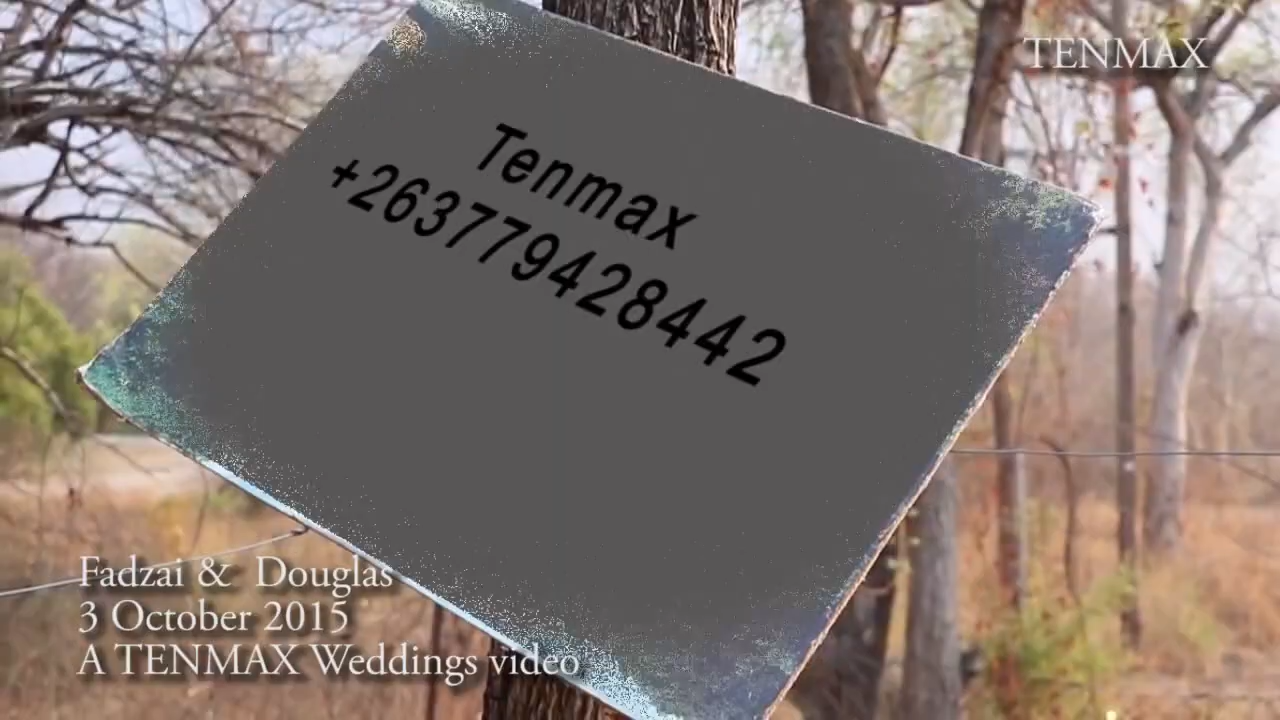 TENMAX
Tenmax
+263779428442
Fadzai & Douglas
3 October 2015
A TENMAX Weddings video